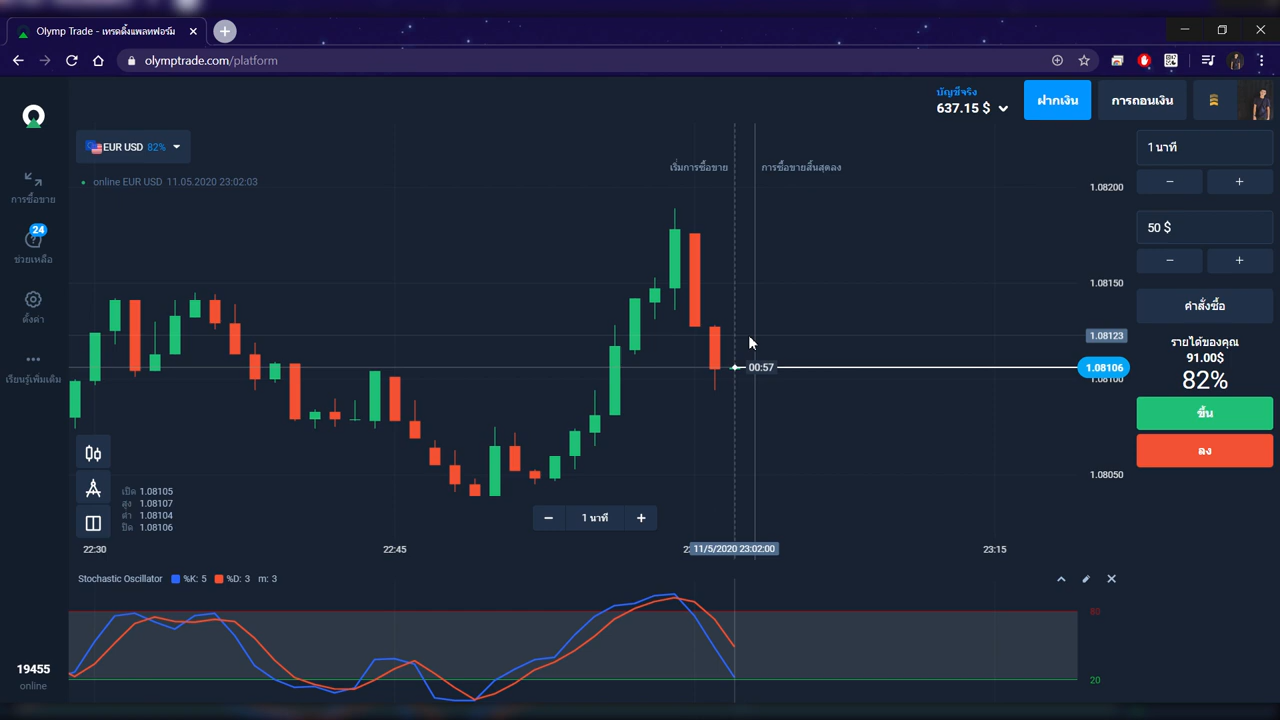 Olymp Trade - เทรดดิ้งแพลทฟอร์ม
olymptrade.com/platform
บัญชีจริง
637.15 $
ฝากเงิน
การถอนเงิน
EUR USD 82%
online EUR USD 11.05.2020 23:02:03
เริ่มการซื้อขาย
การซื้อขายสิ้นสุดลง
การซื้อขาย
24
ช่วยเหลือ
ตั้งค่า
เรียนรู้เพิ่มเติม
1.08200
1.08150
1.08123
1.08106
1.08100
1.08050
00:57
1 นาที
50 $
คำสั่งซื้อ
รายได้ของคุณ
91.00$
82%
ขึ้น
ลง
เปิด 1.08105
สูง 1.08107
ต่ำ 1.08104
ปิด 1.08106
1 นาที
22:30
22:45
11/5/2020 23:02:00
23:15
Stochastic Oscillator %K: 5 %D: 3 m: 3
80
20
19455
online